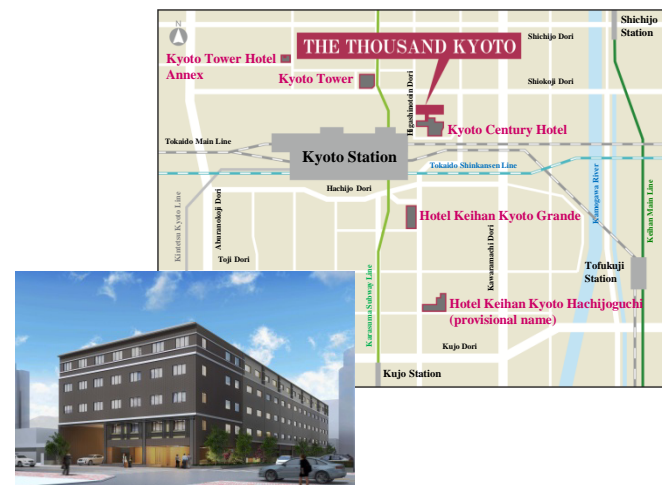 N
Shichijo
Station
Shichijo Dori
THE THOUSAND KYOTO
Kyoto Tower Hotel
Annex
Kyoto Tower
Shiokoji Dori
Higashinotoin Dori
Kyoto Century Hotel
Tokaido Main Line
Kyoto Station
Tokaido Shinkansen Line
Hachijo Dori
Kamogawa River
Keihan Main Line
Kintetsu Kyoto Line
Aburanokoji Dori
Hotel Keihan Kyoto Grande
Kawaramachi Dori
Toji Dori
Tofukuji
Station
Karasuma Subway Line
Hotel Keihan Kyoto Hachijoguchi
(provisional name)
Kujo Dori
Kujo Station